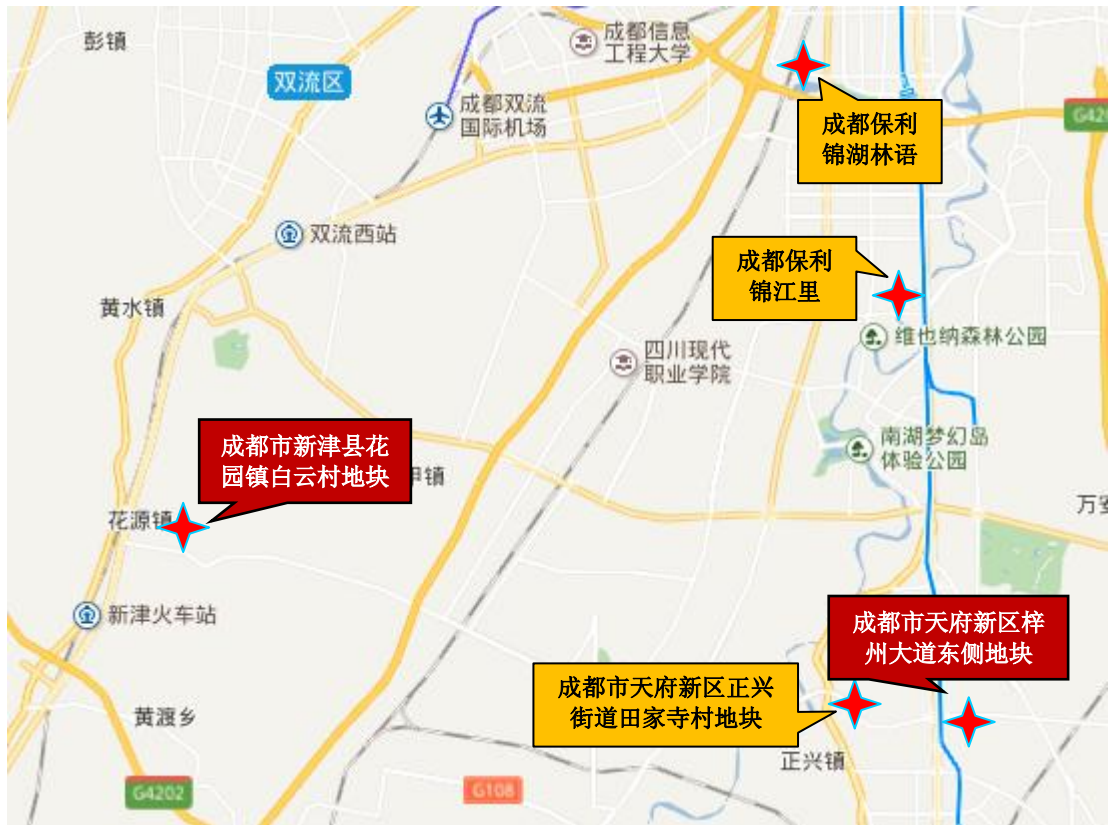 彭镇
双流区
成都信息
工程大学
成都双流
国际机场
成都保利
锦湖林语
双流西站
成都保利
锦江里
黄水镇
维也纳森林公园
四川现代
职业学院
成都市新津县花
园镇白云村地块
甲镇
南湖梦幻岛
体验公园
花源镇
新津火车站
成都市天府新区梓
州大道东侧地块
成都市天府新区正兴
街道田家寺村地块
黄渡乡
正兴镇
G4202
G108